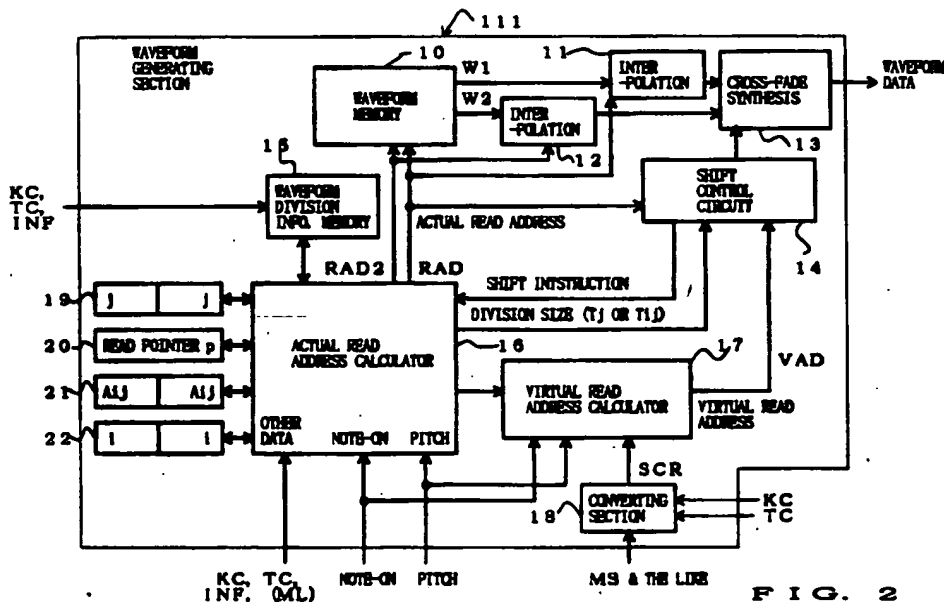 111
WAVEFORM
GENERATING
SECTION
10
WAVEFORM
MEMORY
W1
W2
11
INTER
-POLATION
INTER
-POLATION
12
CROSS-FADE
SYNTHESIS
13
WAVEFORM
DATA
15
KC,
TC,
INF
WAVEFORM
DIVISION
INFO. MEMORY
SHIFT
CONTROL
CIRCUIT
14
ACTUAL READ ADDRESS
RAD2
RAD
SHIFT INTSTRUCTION
DIVISION SIZE (Tj OR Tij)
19
j
j
20
READ POINTER p
21
Aij
Aij
22
i
i
ACTUAL READ
ADDRESS CALCULATOR
16
OTHER
DATA
NOTE-ON
PITCH
17
VIRTUAL READ
ADDRESS CALCULATOR
VAD
VIRTUAL READ
ADDRESS
SCR
18
CONVERTING
SECTION
KC
TC
KC, TC,
INF, (ML)
NOTE-ON
PITCH
MS & THE LIKE
FIG. 2